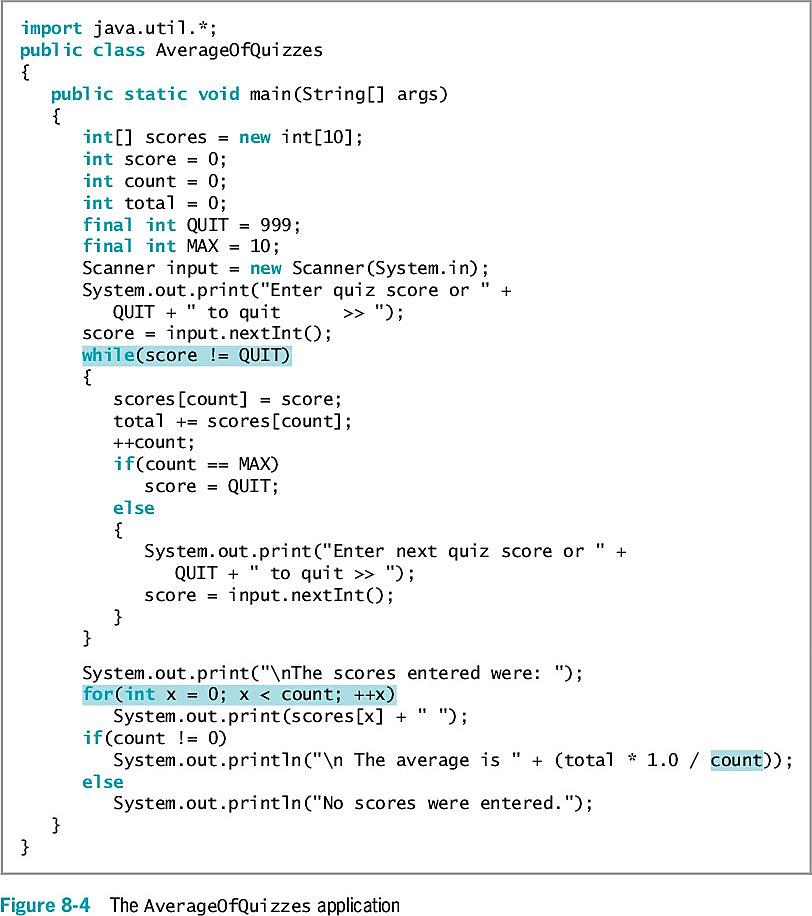 import java.util.*;
public class AverageOfQuizzes
{
   public static void main(String[] args)
   {
      int[] scores = new int[10];
      int score = 0;
      int count = 0;
      int total = 0;
      final int QUIT = 999;
      final int MAX = 10;
      Scanner input = new Scanner(System.in);
      System.out.print("Enter quiz score or " +
         QUIT + " to quit      >> ");
      score = input.nextInt();
      while(score != QUIT)
      {
         scores[count] = score;
         total += scores[count];
         ++count;
         if(count == MAX)
            score = QUIT;
         else
         {
            System.out.print("Enter next quiz score or " +
               QUIT + " to quit >> ");
            score = input.nextInt();
         }
      }
      System.out.print("\nThe scores entered were: ");
      for(int x = 0; x < count; ++x)
         System.out.print(scores[x] + " ");
      if(count != 0)
         System.out.println("\n The average is " + (total * 1.0 / count));
      else
         System.out.println("No scores were entered.");
   }
}
Figure 8-4 The AverageOfQuizzes application